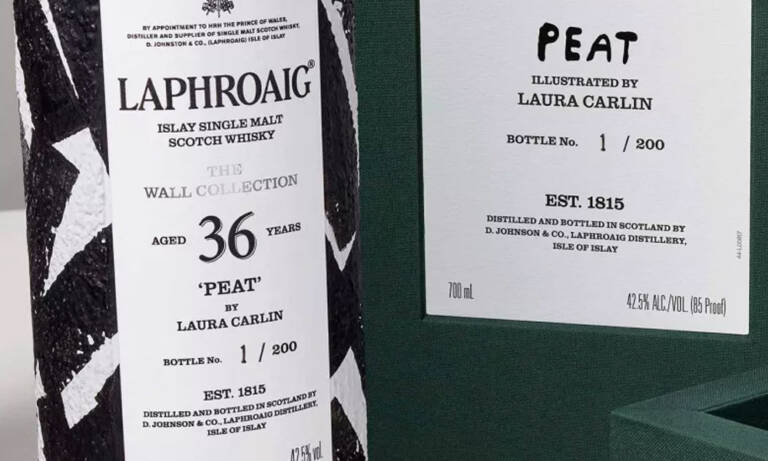 BY APPOINTMENT TO HRH THE PRINCE OF WALES,
DISTILLER AND SUPPLIER OF SINGLE MALT SCOTCH WHISKY,
D. JOHNSTON & CO., (LAPHROAIG) ISLE OF ISLAY
LAPHROAIG®
ISLAY SINGLE MALT
SCOTCH WHISKY
THE
WALL COLLECTION
AGED 36 YEARS
'PEAT'
BY
LAURA CARLIN
BOTTLE No. 1 / 200
EST. 1815
DISTILLED AND BOTTLED IN SCOTLAND BY
D. JOHNSON & CO., LAPHROAIG DISTILLERY,
ISLE OF ISLAY
42.5% vol.
PEAT
ILLUSTRATED BY
LAURA CARLIN
BOTTLE No. 1 / 200
EST. 1815
DISTILLED AND BOTTLED IN SCOTLAND BY
D. JOHNSON & CO., LAPHROAIG DISTILLERY,
ISLE OF ISLAY
700 mL
42.5% ALC./VOL. (85 Proof)